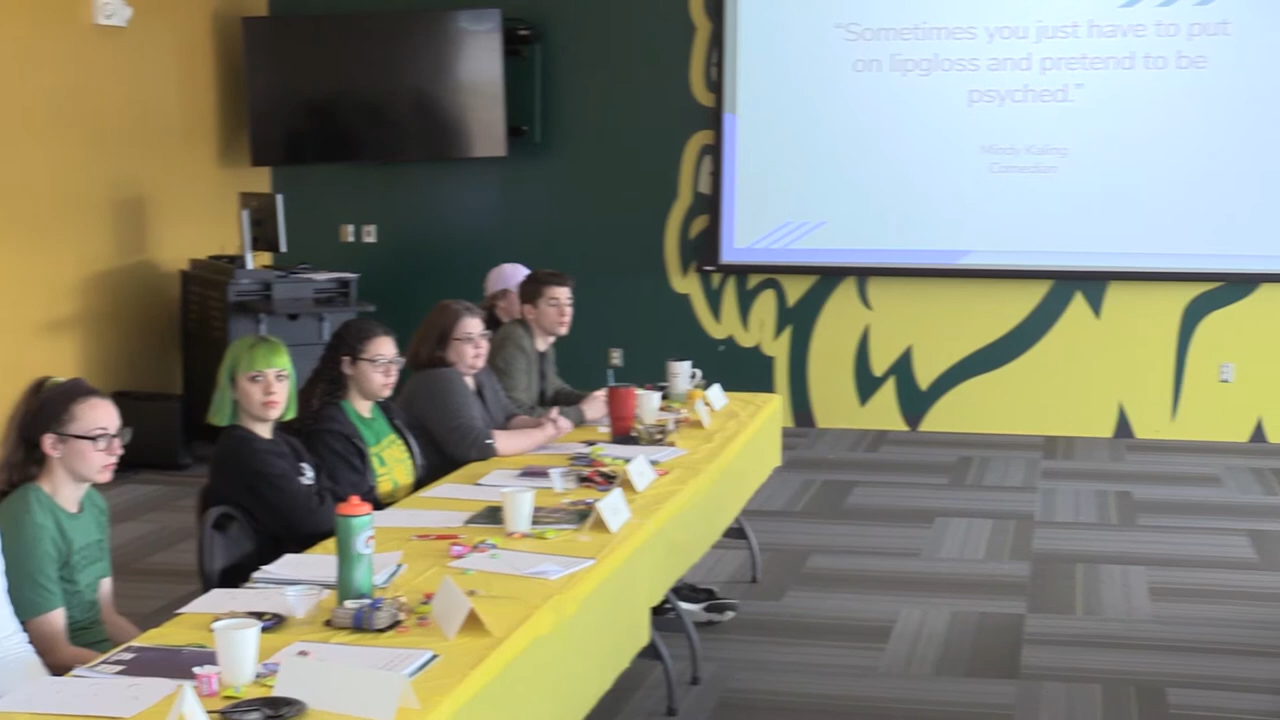 "Sometimes you just have to put
on lipgloss and pretend to be
psyched."
Mindy Kaling
Comedian